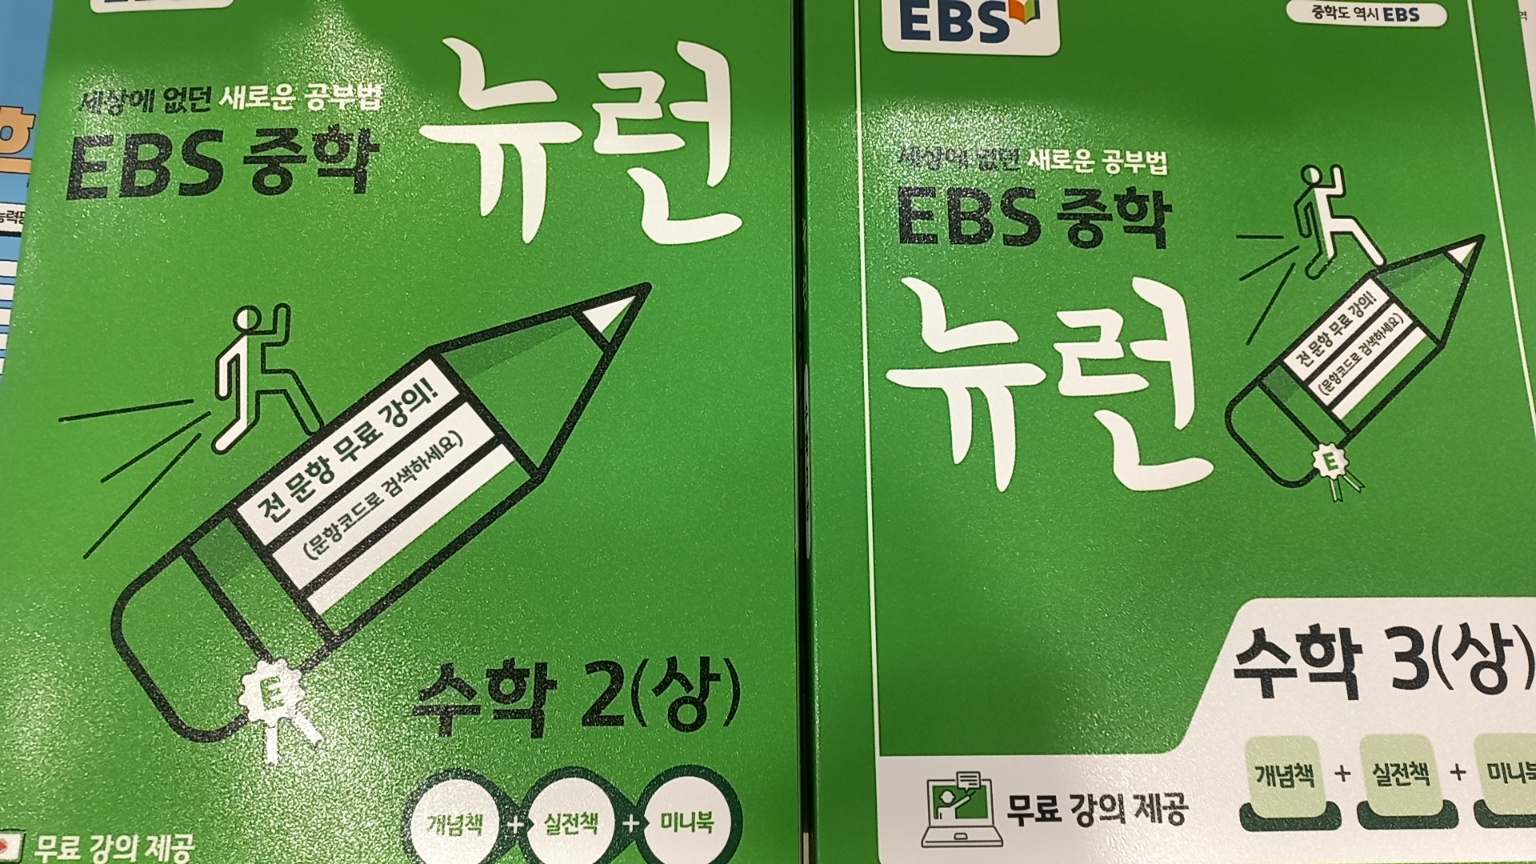 세상에 없던 새로운 공부법
EBS 중학
뉴런
전 문항 무료 강의!
(문항코드로 검색하세요)
E
수학 2(상)
개념책 + 실전책 + 미니북
무료 강의 제공
EBS
중학도 역시 EBS
세상에 없던 새로운 공부법
EBS 중학
뉴런
전 문항 무료 강의!
(문항코드로 검색하세요)
E
수학 3(상)
개념책 + 실전책 + 미니북
무료 강의 제공